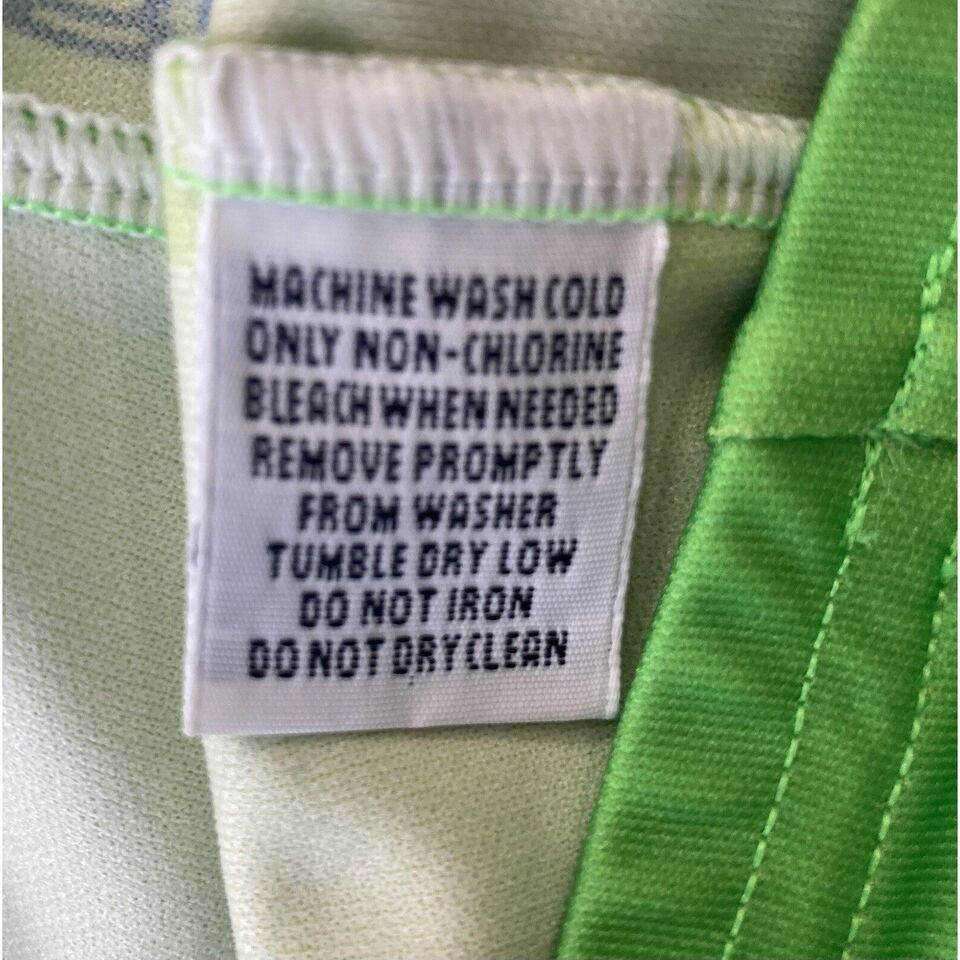 MACHINE WASH COLD
ONLY NON-CHLORINE
BLEACH WHEN NEEDED
REMOVE PROMPTLY
FROM WASHER
TUMBLE DRY LOW
DO NOT IRON
DO NOT DRY CLEAN